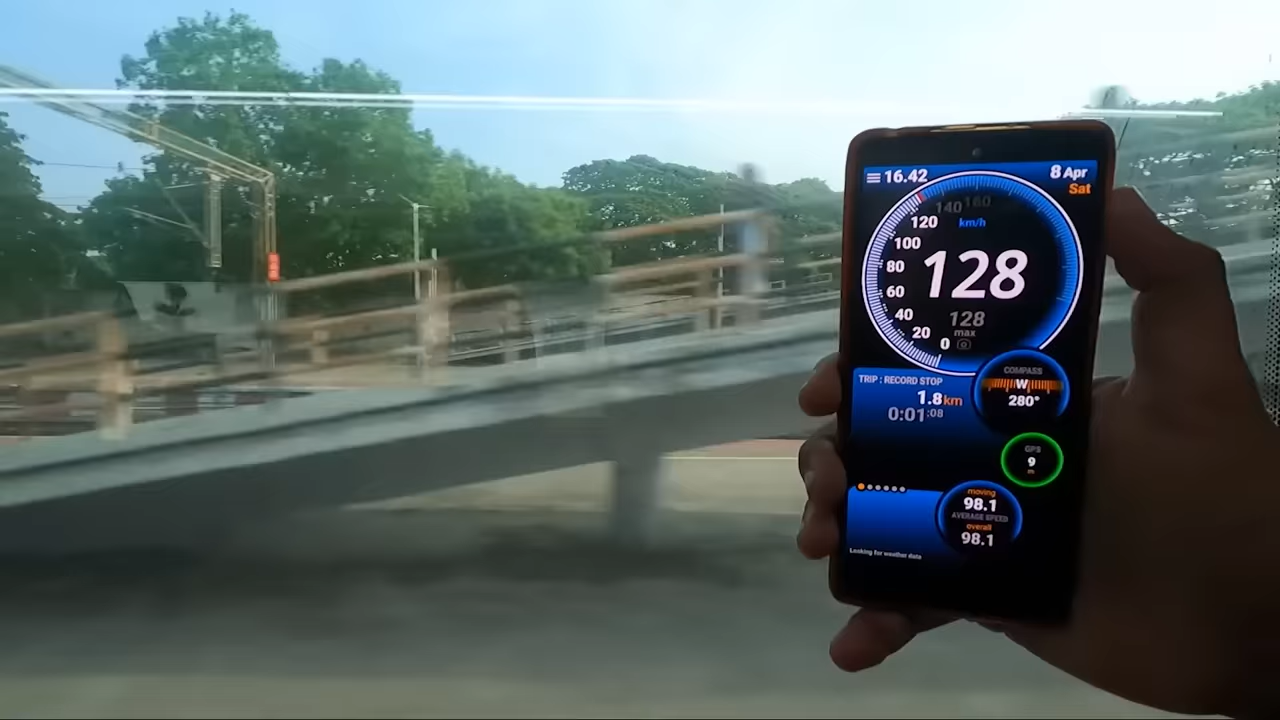 16.42
8 Apr
Sat
140 160
120
km/h
100
80
128
60
40
128
20
max
0
COMPASS
TRIP : RECORD STOP
W
1.8 km
280°
0:01:08
GPS
9
m
moving
98.1
AVERAGE SPEED
overall
98.1
Looking for weather data